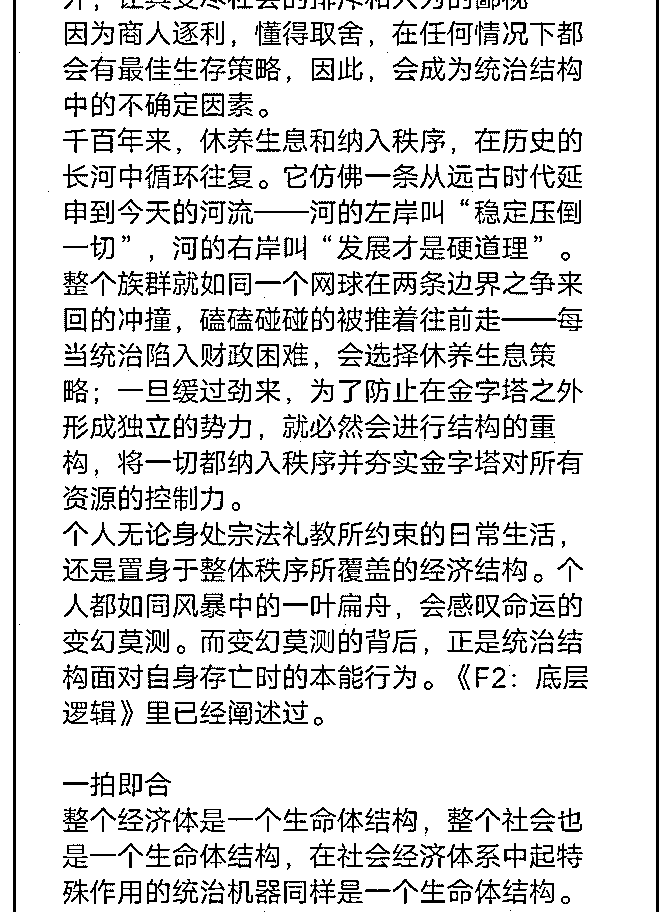 因为商人逐利，懂得取舍，在任何情况下都
会有最佳生存策略，因此，会成为统治结构
中的不确定因素。
千百年来，休养生息和纳入秩序，在历史的
长河中循环往复。它仿佛一条从远古时代延
申到今天的河流——河的左岸叫“稳定压倒
一切”，河的右岸叫“发展才是硬道理”。
整个族群就如同一个网球在两条边界之争来
回的冲撞，磕磕碰碰的被推着往前走——每
当统治陷入财政困难，会选择休养生息策
略；一旦缓过劲来，为了防止在金字塔之外
形成独立的势力，就必然会进行结构的重
构，将一切都纳入秩序并夯实金字塔对所有
资源的控制力。
个人无论身处宗法礼教所约束的日常生活，
还是置身于整体秩序所覆盖的经济结构。个
人都如同风暴中的一叶扁舟，会感叹命运的
变幻莫测。而变幻莫测的背后，正是统治结
构面对自身存亡时的本能行为。《F2：底层
逻辑》里已经阐述过。
一拍即合
整个经济体是一个生命体结构，整个社会也
是一个生命体结构，在社会经济体系中起特
殊作用的统治机器同样是一个生命体结构。